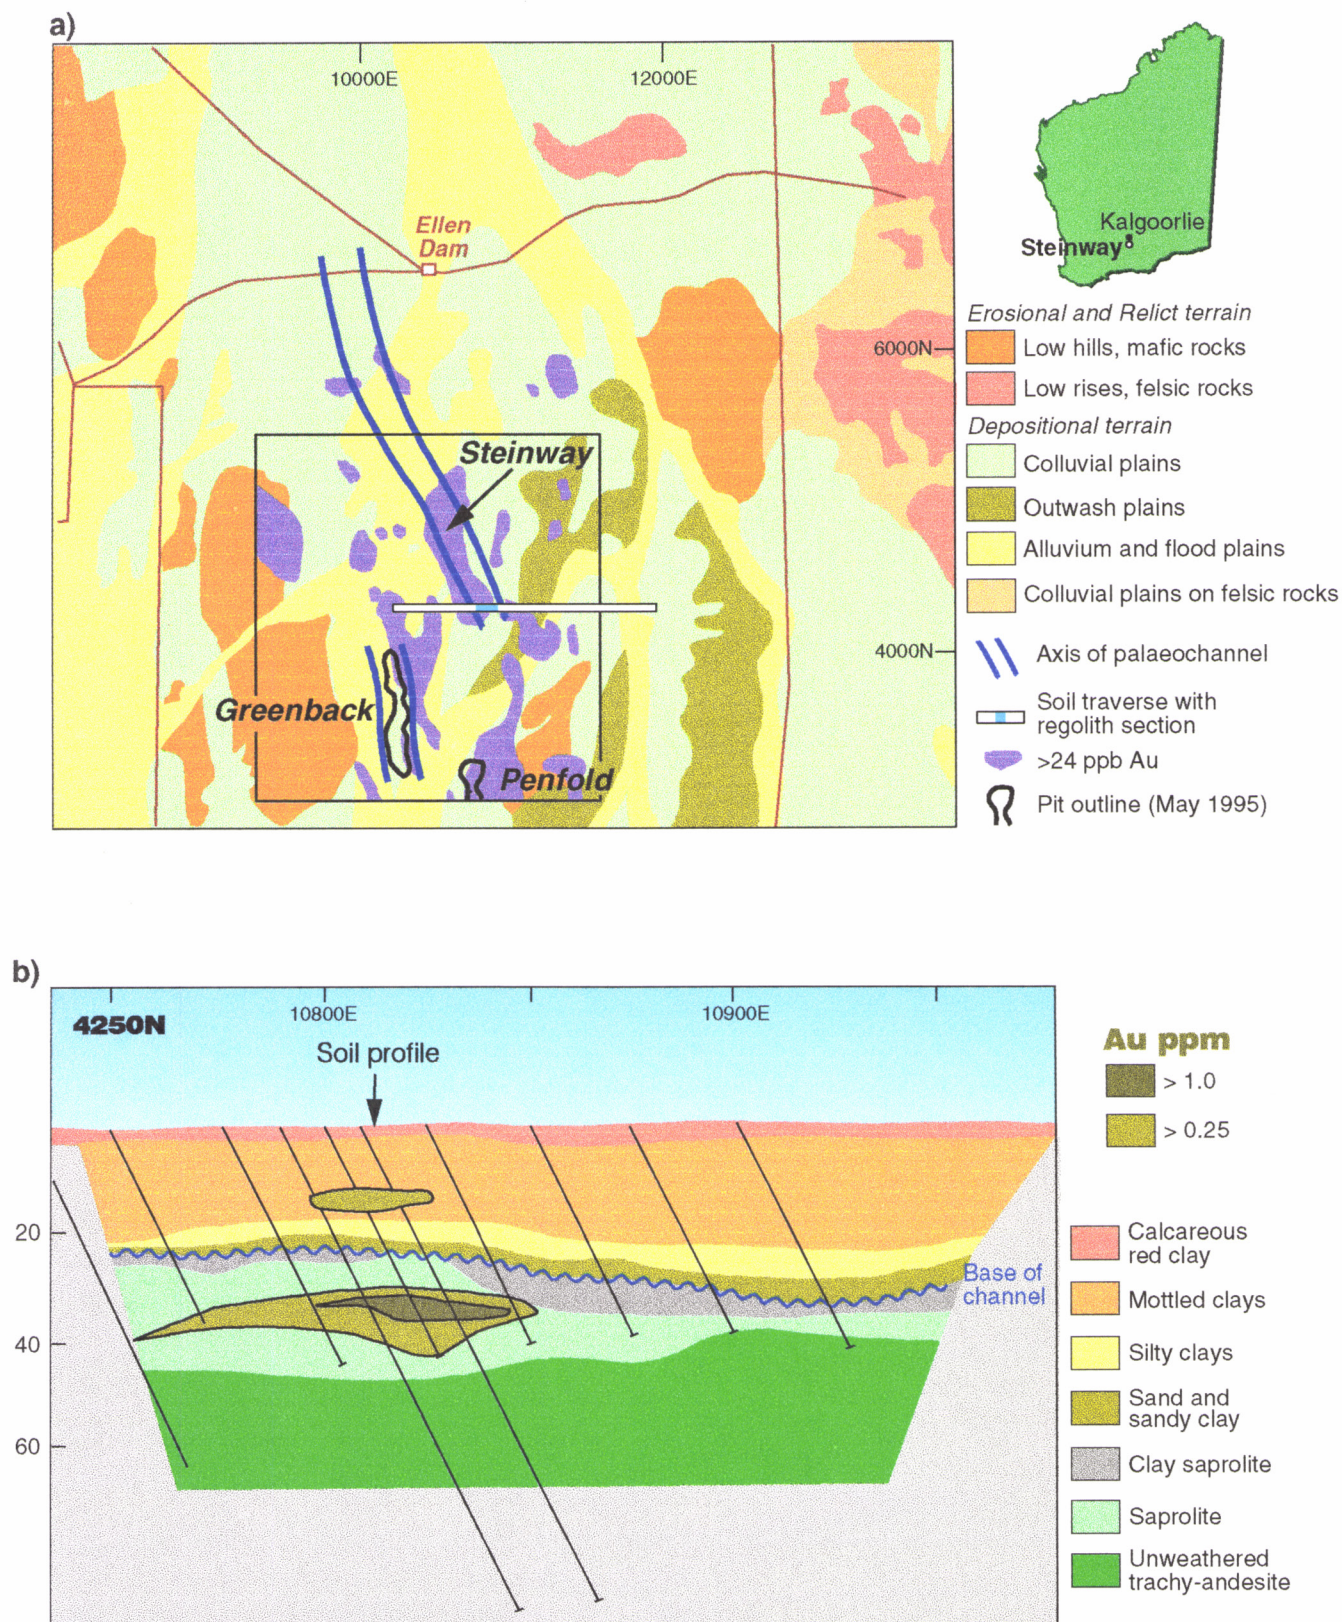 a)
10000E
12000E
Ellen
Dam
Kalgoorlie
Steinway
6000N
Steinway
4000N
Greenback
Penfold
Erosional and Relict terrain
Low hills, mafic rocks
Low rises, felsic rocks
Depositional terrain
Colluvial plains
Outwash plains
Alluvium and flood plains
Colluvial plains on felsic rocks
Axis of palaeochannel
Soil traverse with
regolith section
>24 ppb Au
Pit outline (May 1995)
b)
4250N
10800E
10900E
Soil profile
20
40
60
Base of
channel
Au ppm
> 1.0
> 0.25
Calcareous
red clay
Mottled clays
Silty clays
Sand and
sandy clay
Clay saprolite
Saprolite
Unweathered
trachy-andesite